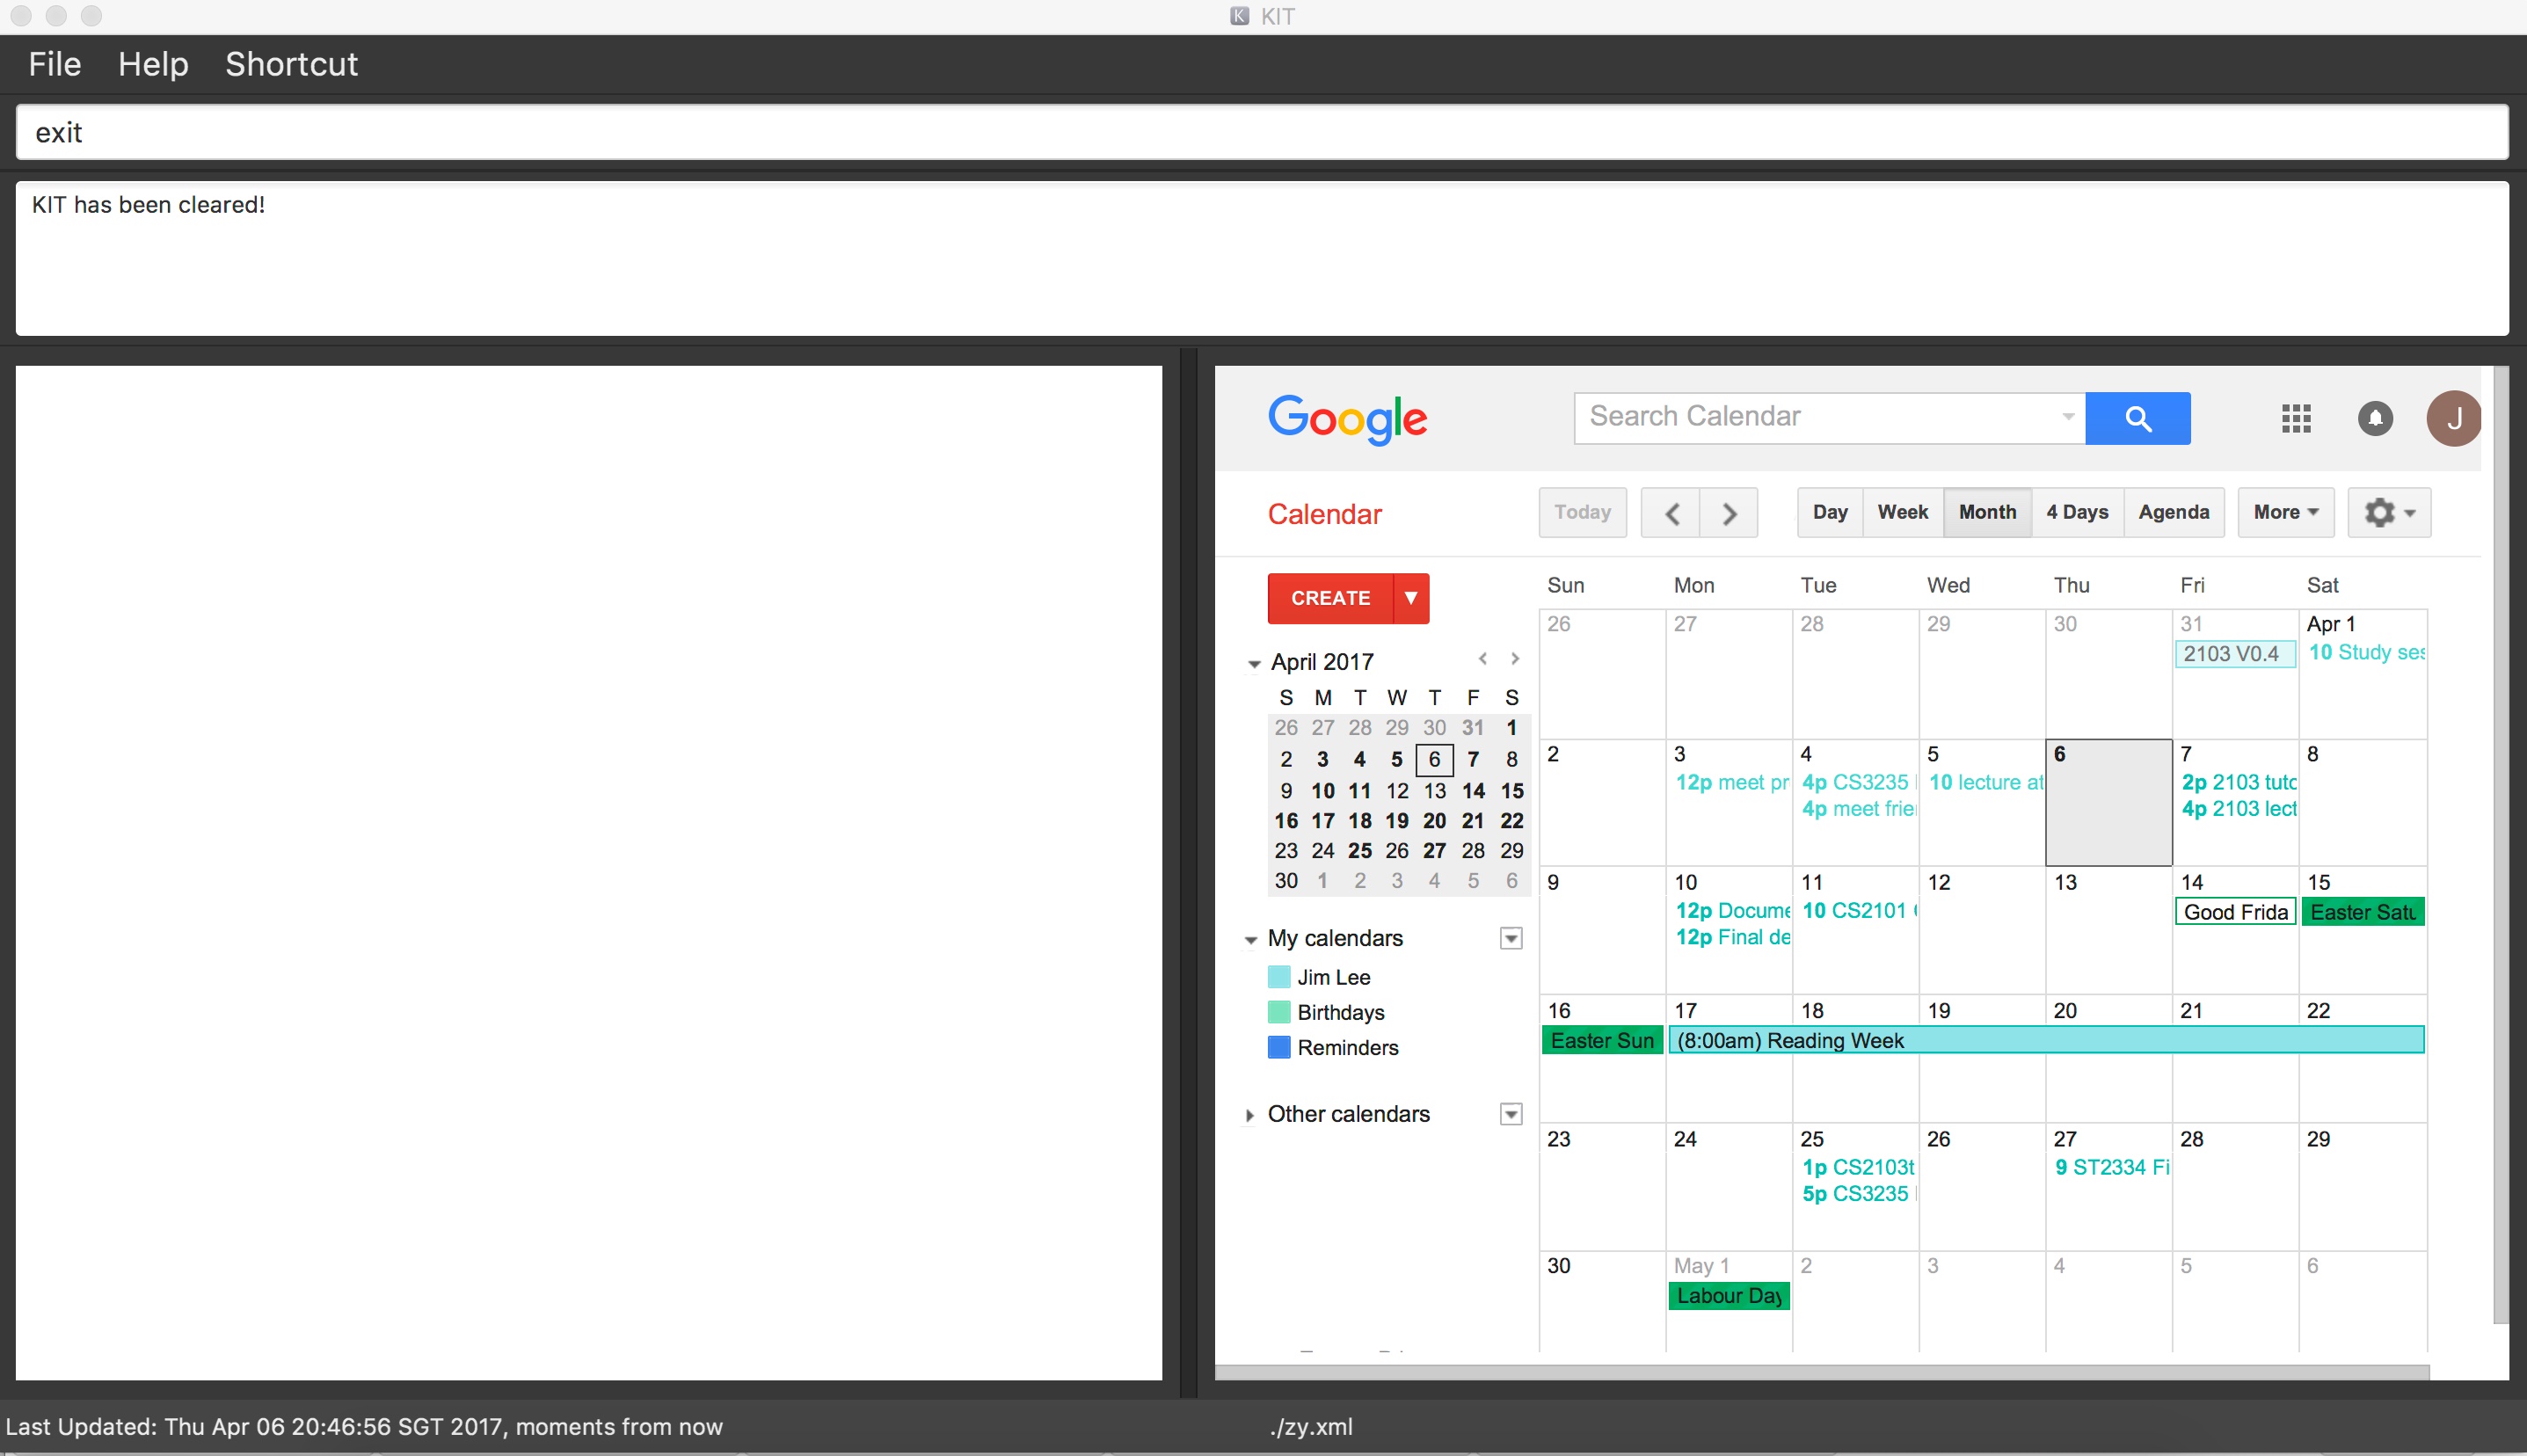 KIT
File Help Shortcut
exit
KIT has been cleared!
Google
Search Calendar
J
Calendar
Today
Day Week Month 4 Days Agenda More
CREATE
April 2017
S M T W T F S
26 27 28 29 30 31 1
2 3 4 5 6 7 8
9 10 11 12 13 14 15
16 17 18 19 20 21 22
23 24 25 26 27 28 29
30 1 2 3 4 5 6
My calendars
Jim Lee
Birthdays
Reminders
Other calendars
Sun Mon Tue Wed Thu Fri Sat
26 27 28 29 30 31 Apr 1
2103 V0.4 10 Study ses
2 3 4 5 6 7 8
12p meet pr 4p CS3235 10 lecture at 2p 2103 tuto
4p meet frie 4p 2103 lect
9 10 11 12 13 14 15
12p Docume 10 CS2101 Good Frida Easter Satu
12p Final de
16 17 18 19 20 21 22
Easter Sun (8:00am) Reading Week
23 24 25 26 27 28 29
1p CS2103t 9 ST2334 Fi
5p CS3235
30 May 1 2 3 4 5 6
Labour Day
Last Updated: Thu Apr 06 20:46:56 SGT 2017, moments from now
./zy.xml